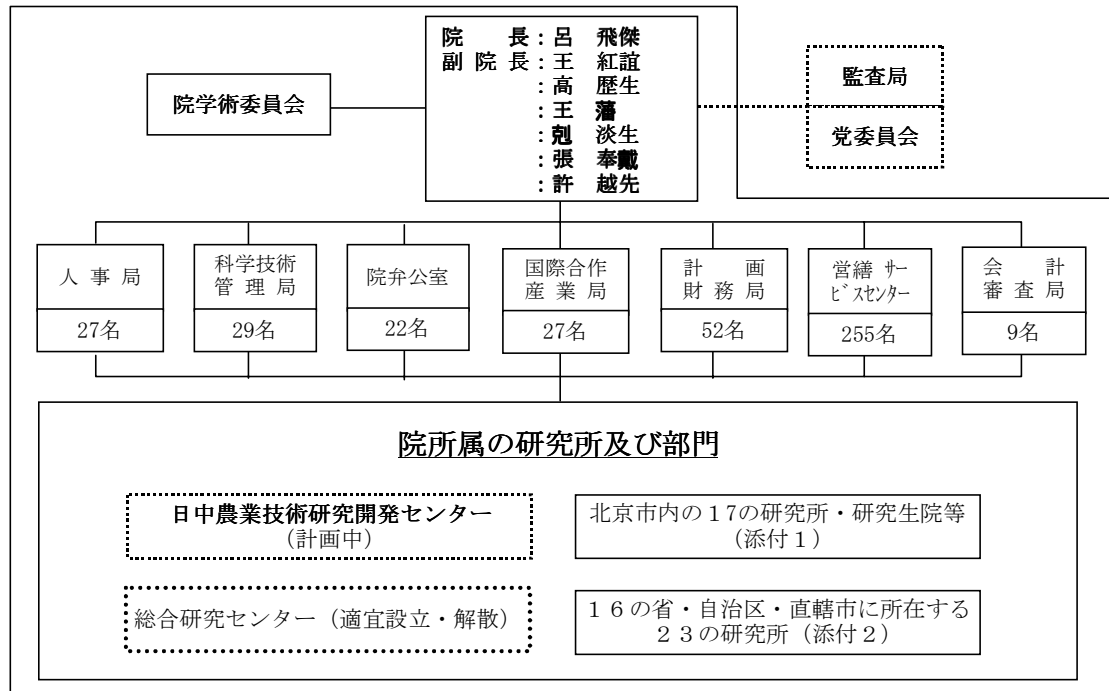 院　　長：呂　飛傑
副 院 長：王　紅誼
：高　歴生
：王　藩
：剋　淡生
：張　奉戴
：許　越先
院学術委員会
監査局
党委員会
人 事 局
27名
科学技術
管 理 局
29名
院弁公室
22名
国際合作
産 業 局
27名
計　　画
財 務 局
52名
営繕 サー
ビスセンター
255名
会　　計
審 査 局
9名
院所属の研究所及び部門
日中農業技術研究開発センター
（計画中）
北京市内の17の研究所・研究生院等
（添付１）
総合研究センター（適宜設立・解散）
１６の省・自治区・直轄市に所在する
２３の研究所（添付２）